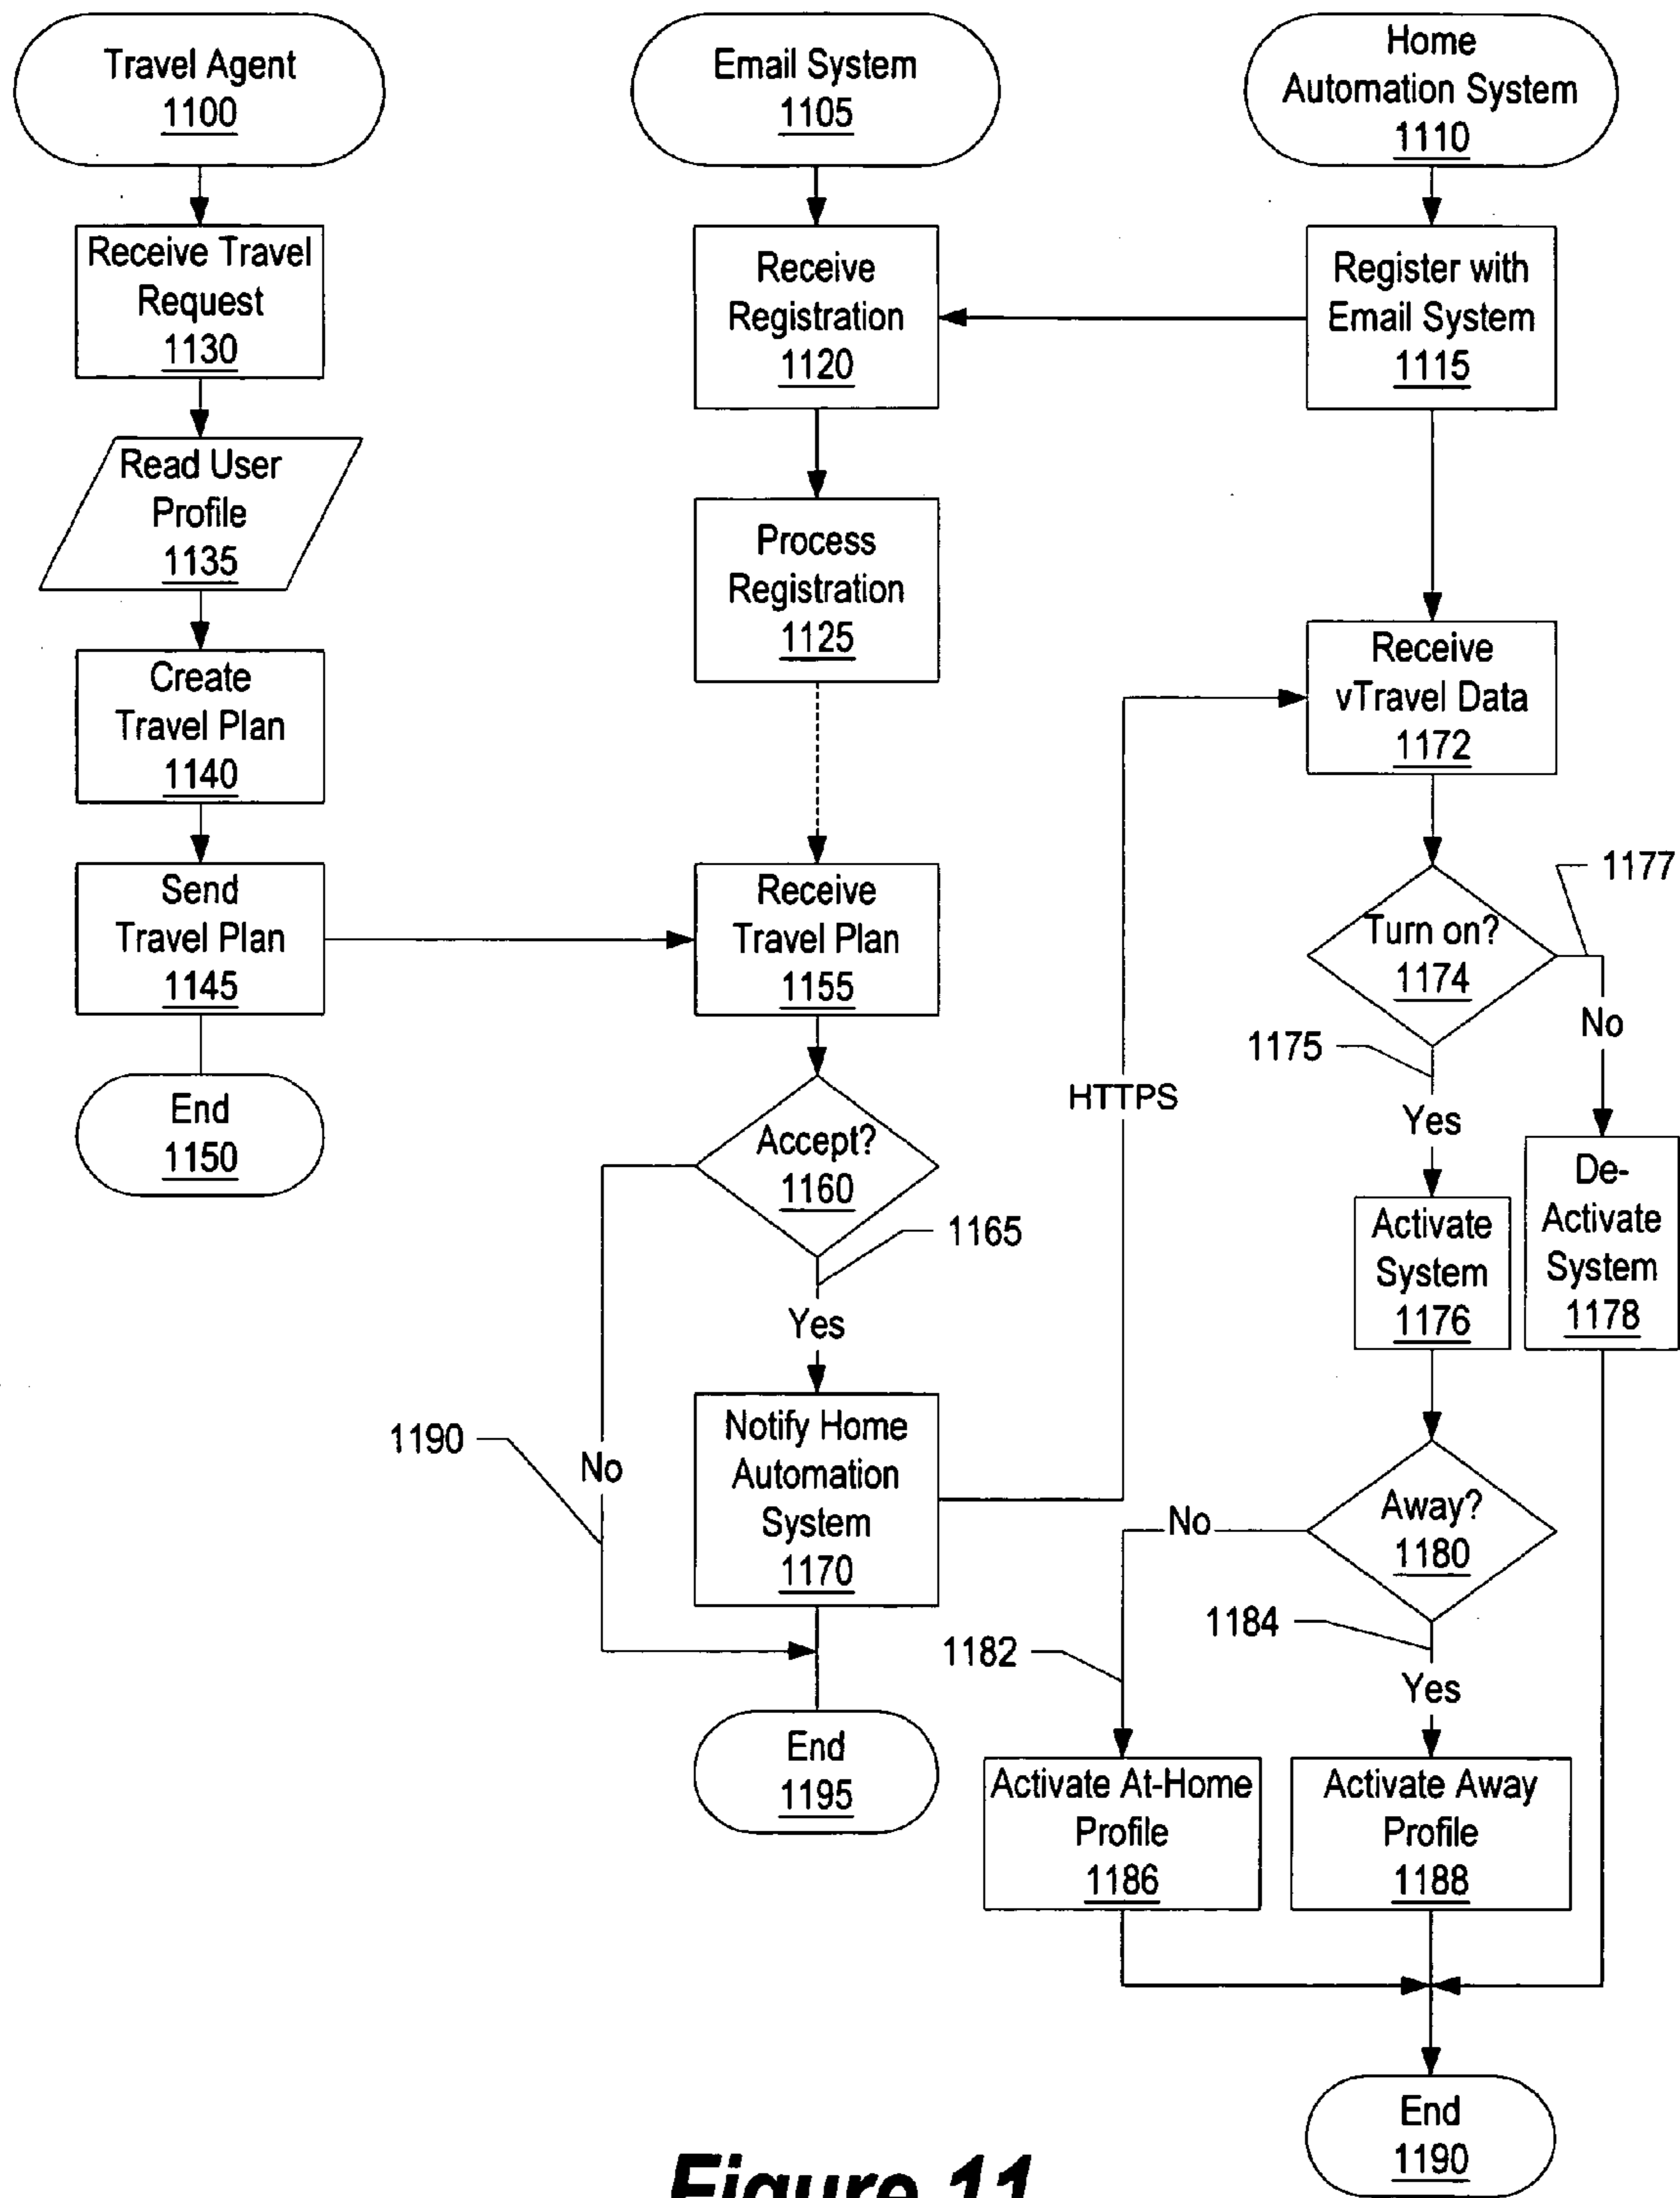 Travel Agent
1100
Receive Travel
Request
1130
Read User
Profile
1135
Create
Travel Plan
1140
Send
Travel Plan
1145
End
1150
Email System
1105
Receive
Registration
1120
Process
Registration
1125
Receive
Travel Plan
1155
Accept?
1160
1165
Yes
No
1190
Notify Home
Automation
System
1170
End
1195
HTTPS
Home
Automation System
1110
Register with
Email System
1115
Receive
vTravel Data
1172
Turn on?
1174
1177
No
1175
Yes
Activate
System
1176
De-
Activate
System
1178
Away?
1180
No
1182
1184
Yes
Activate At-Home
Profile
1186
Activate Away
Profile
1188
End
1190
Figure 11